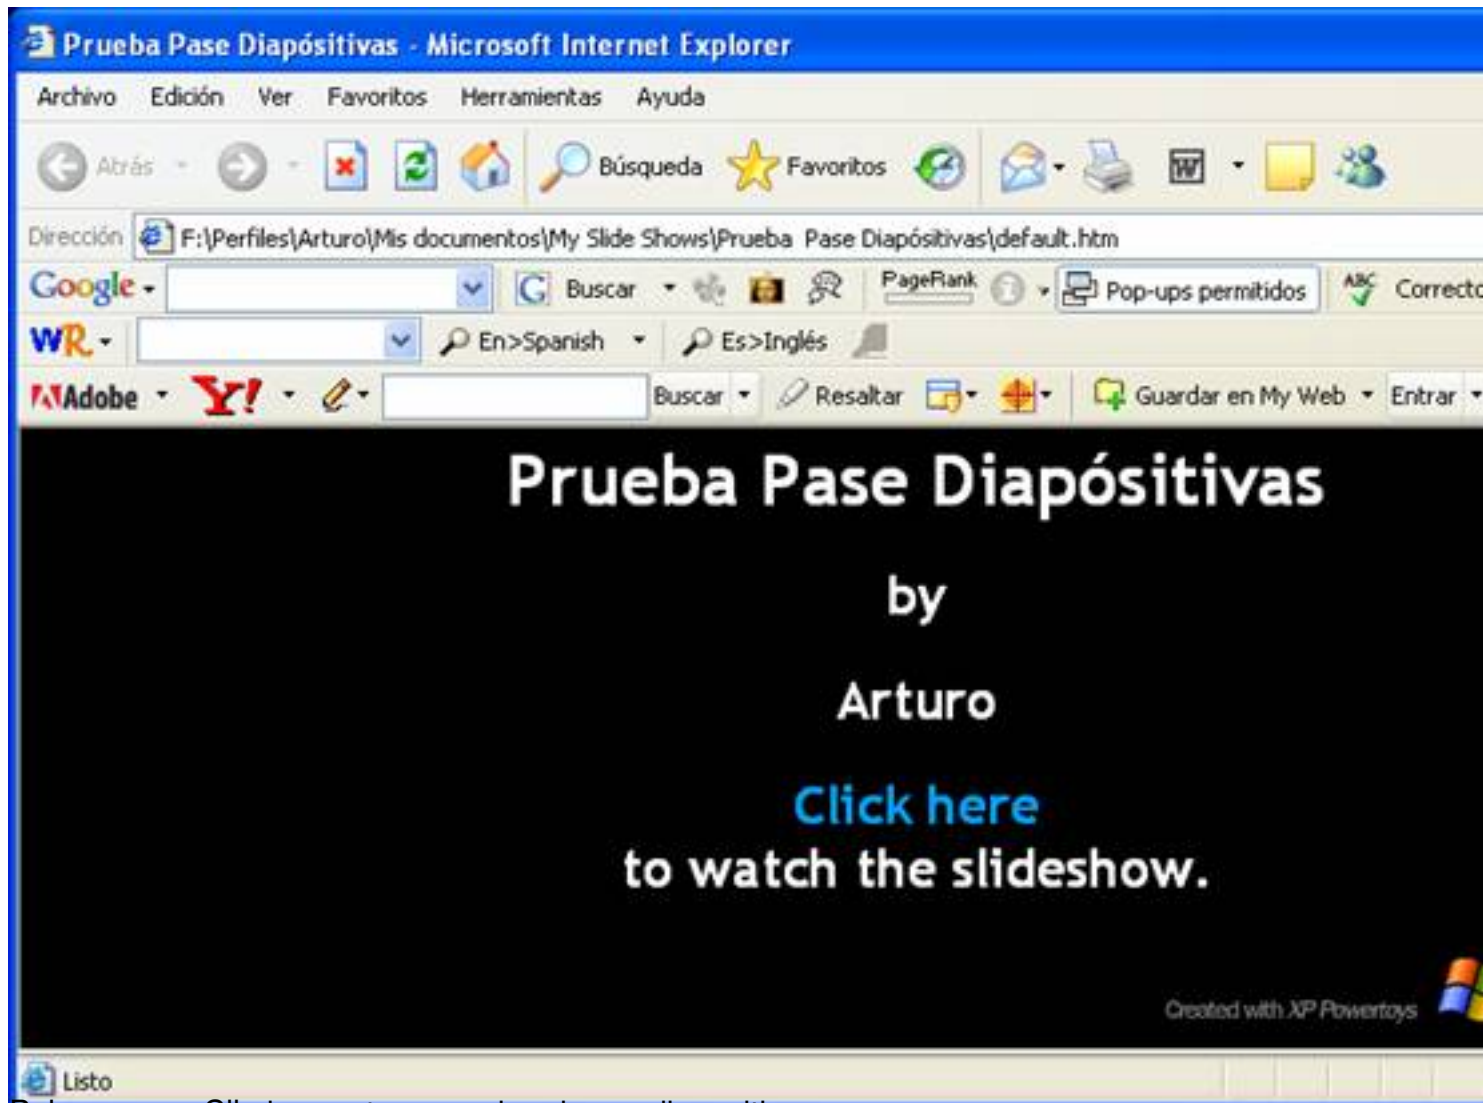 Prueba Pase Diapósitivas - Microsoft Internet Explorer
Archivo Edición Ver Favoritos Herramientas Ayuda
Atrás Búsqueda Favoritos
Dirección F:\Perfiles\Arturo\Mis documentos\My Slide Shows\Prueba Pase Diapósitivas\default.htm
Google Buscar PageRank Pop-ups permitidos ABC Correcto
WR En>Spanish Es>Inglés
Adobe Y! Buscar Resaltar Guardar en My Web Entrar
Prueba Pase Diapósitivas
by
Arturo
Click here
to watch the slideshow.
Created with XP Powertoys
Listo